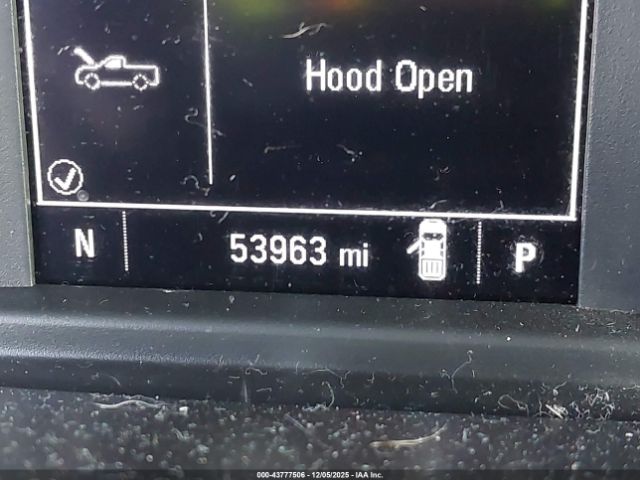 Hood Open
N 53963 mi P
000-43777506 - 12/05/2025 - IAA Inc.